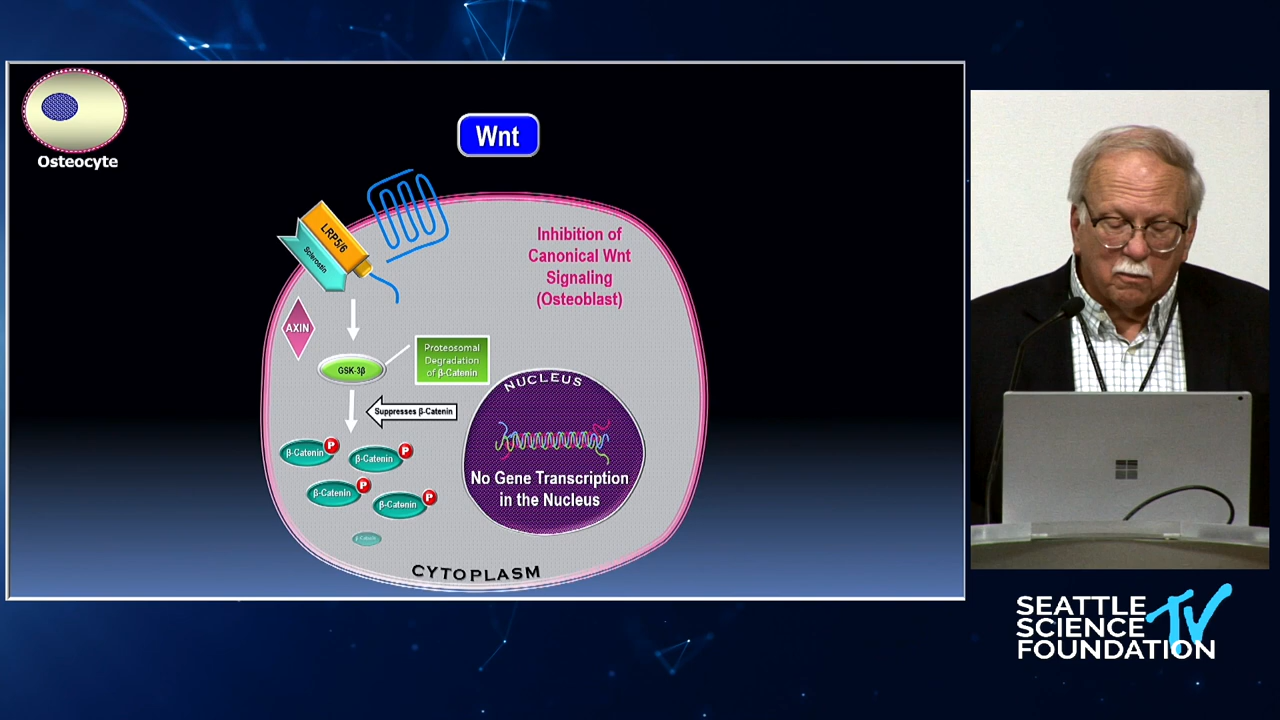 Osteocyte
Wnt
LRP5/6
Sclerostin
Inhibition of
Canonical Wnt
Signaling
(Osteoblast)
AXIN
GSK-3β
Proteosomal
Degradation
of β-Catenin
Suppresses β-Catenin
β-Catenin P
β-Catenin P
β-Catenin P
β-Catenin P
β-Catenin
NUCLEUS
No Gene Transcription
in the Nucleus
CYTOPLASM
SEATTLE
SCIENCE TV
FOUNDATION